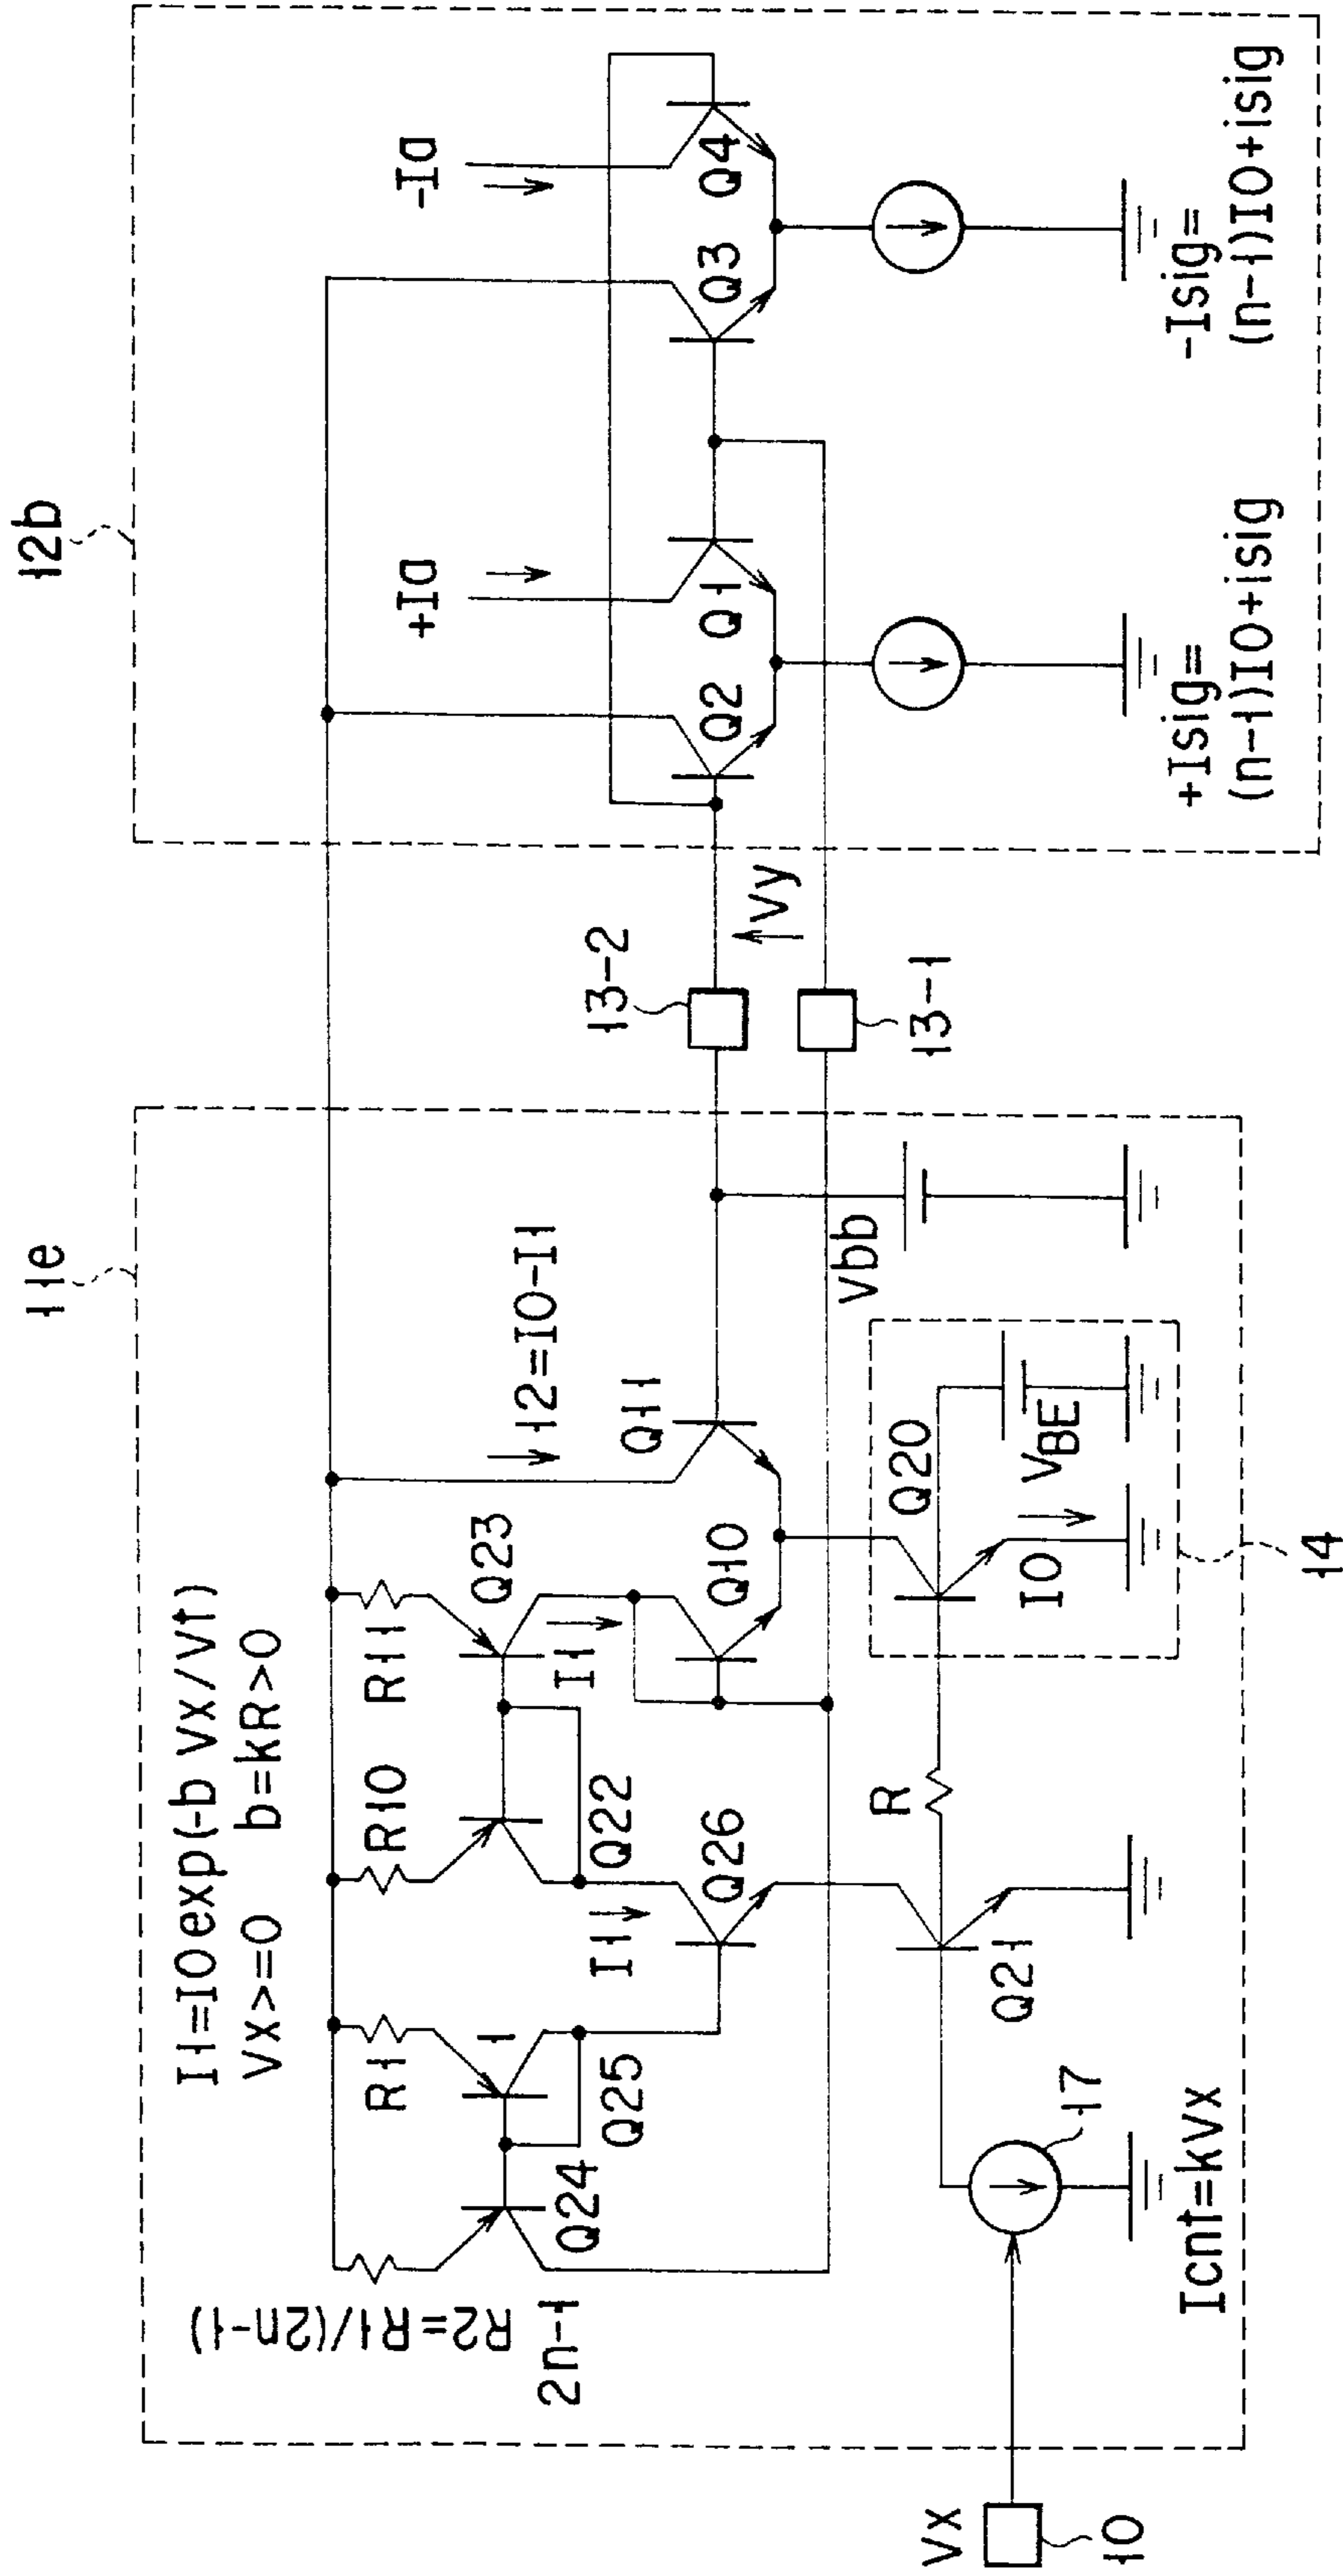 11e
12b
I1=I0exp(-b Vx/Vt)
Vx>=0 b=kR>0
R2=R1/(2n-1)
R1
R10
R11
2n-1
1
Q24
Q25
Q22
Q23
I1
I1
I2=I0-I1
Q26
Q10
Q11
13-2
Vy
13-1
+Ia
-Ia
Q2
Q1
Q3
Q4
R
Q20
Vbb
Q21
I0
VBE
14
Vx
10
17
Icnt=kVx
+Isig=
(n-1)I0+isig
-Isig=
(n-1)I0+isig